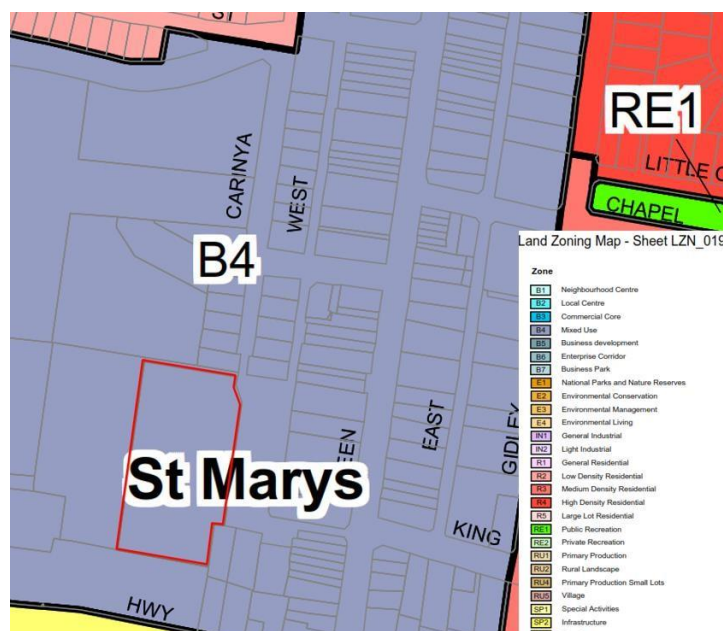 ST
RE1
LITTLE C
CARINYA
WEST
CHAPEL
B4
Land Zoning Map - Sheet LZN_019
Zone
B1 Neighbourhood Centre
B2 Local Centre
B3 Commercial Core
B4 Mixed Use
B5 Business development
B6 Enterprise Corridor
B7 Business Park
E1 National Parks and Nature Reserves
E2 Environmental Conservation
E3 Environmental Management
E4 Environmental Living
IN1 General Industrial
IN2 Light Industrial
R1 General Residential
R2 Low Density Residential
R3 Medium Density Residential
R4 High Density Residential
R5 Large Lot Residential
RE1 Public Recreation
RE2 Private Recreation
RU1 Primary Production
RU2 Rural Landscape
RU4 Primary Production Small Lots
RU5 Village
SP1 Special Activities
SP2 Infrastructure
EEN
EAST
GIDLEY
St Marys
KING
HWY